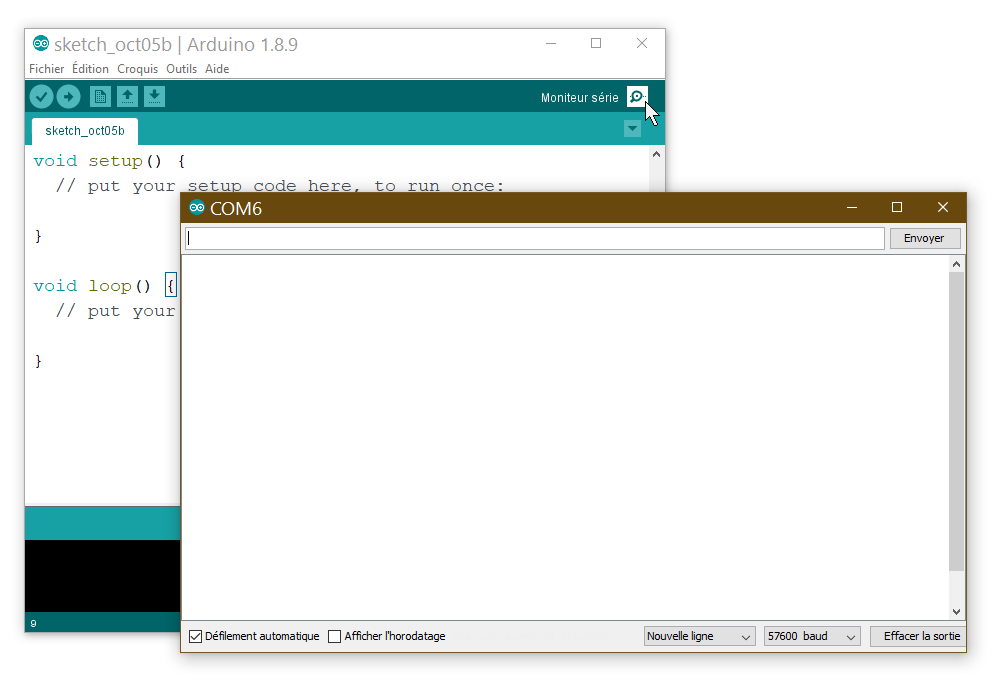 sketch_oct05b | Arduino 1.8.9
Fichier Édition Croquis Outils Aide
Moniteur série
sketch_oct05b
void setup() {
// put your setup code here, to run once:
}
void loop() {
// put your
}
9
COM6
Envoyer
Défilement automatique Afficher l'horodatage Nouvelle ligne 57600 baud Effacer la sortie